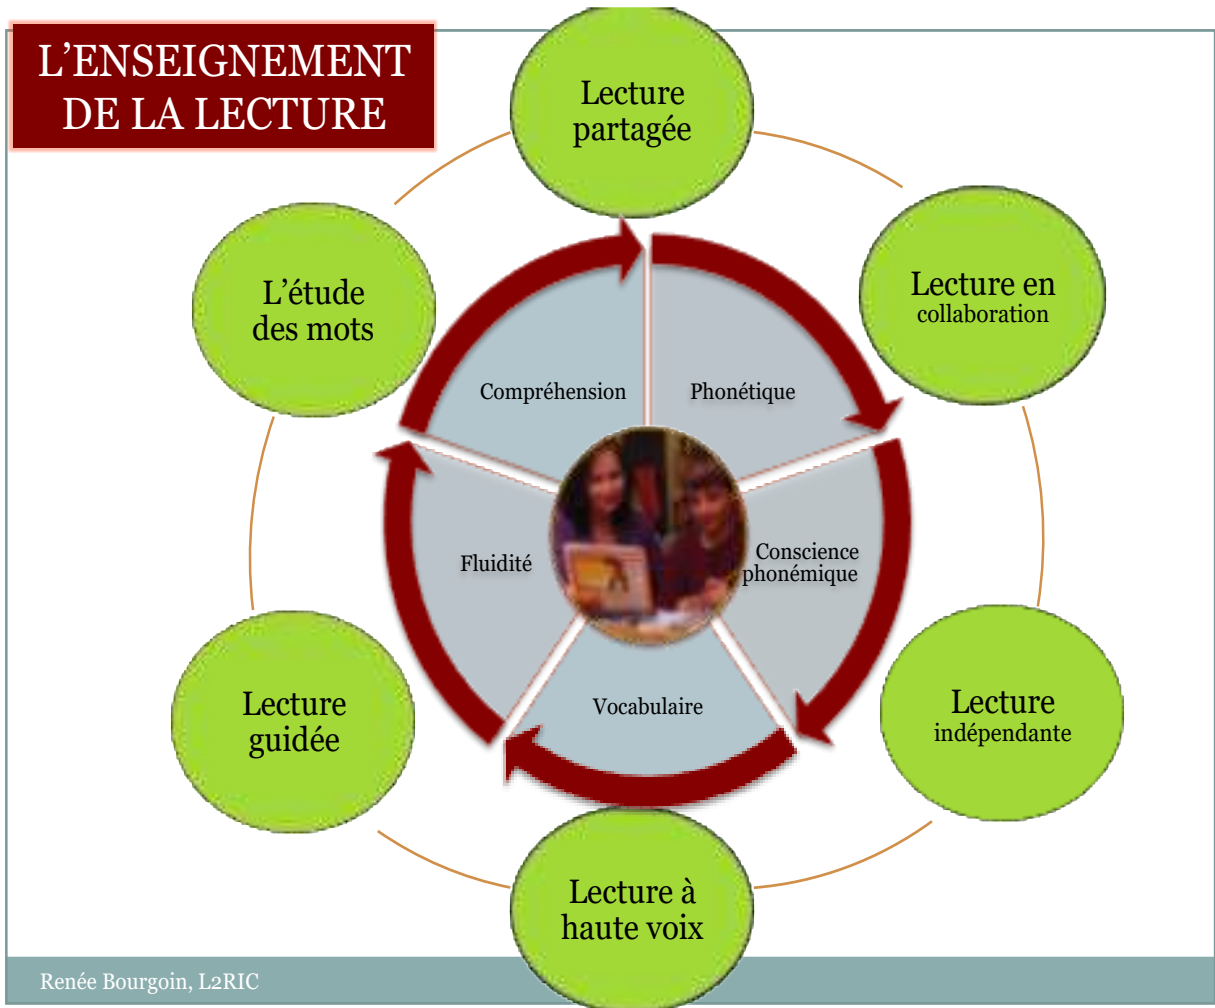 L’ENSEIGNEMENT
DE LA LECTURE
Lecture
partagée
Lecture en
collaboration
Lecture
indépendante
Lecture à
haute voix
Lecture
guidée
L’étude
des mots
Compréhension
Phonétique
Conscience
phonémique
Vocabulaire
Fluidité
Renée Bourgoin, L2RIC